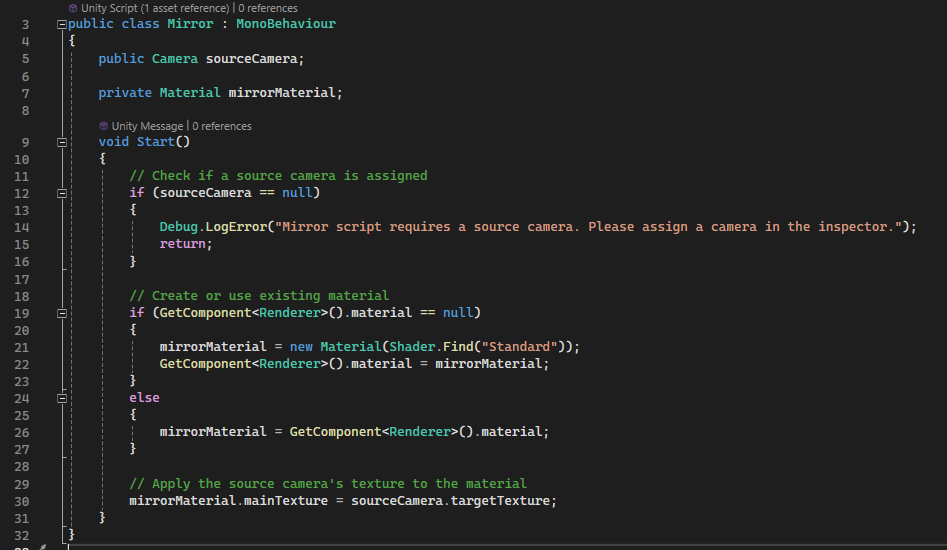 Unity Script (1 asset reference) | 0 references
3 public class Mirror : MonoBehaviour
4 {
5 public Camera sourceCamera;
6
7 private Material mirrorMaterial;
8
Unity Message | 0 references
9 void Start()
10 {
11 // Check if a source camera is assigned
12 if (sourceCamera == null)
13 {
14 Debug.LogError("Mirror script requires a source camera. Please assign a camera in the inspector.");
15 return;
16 }
17
18 // Create or use existing material
19 if (GetComponent<Renderer>().material == null)
20 {
21 mirrorMaterial = new Material(Shader.Find("Standard"));
22 GetComponent<Renderer>().material = mirrorMaterial;
23 }
24 else
25 {
26 mirrorMaterial = GetComponent<Renderer>().material;
27 }
28
29 // Apply the source camera's texture to the material
30 mirrorMaterial.mainTexture = sourceCamera.targetTexture;
31 }
32 }